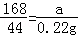 168/44 = a/0.22g